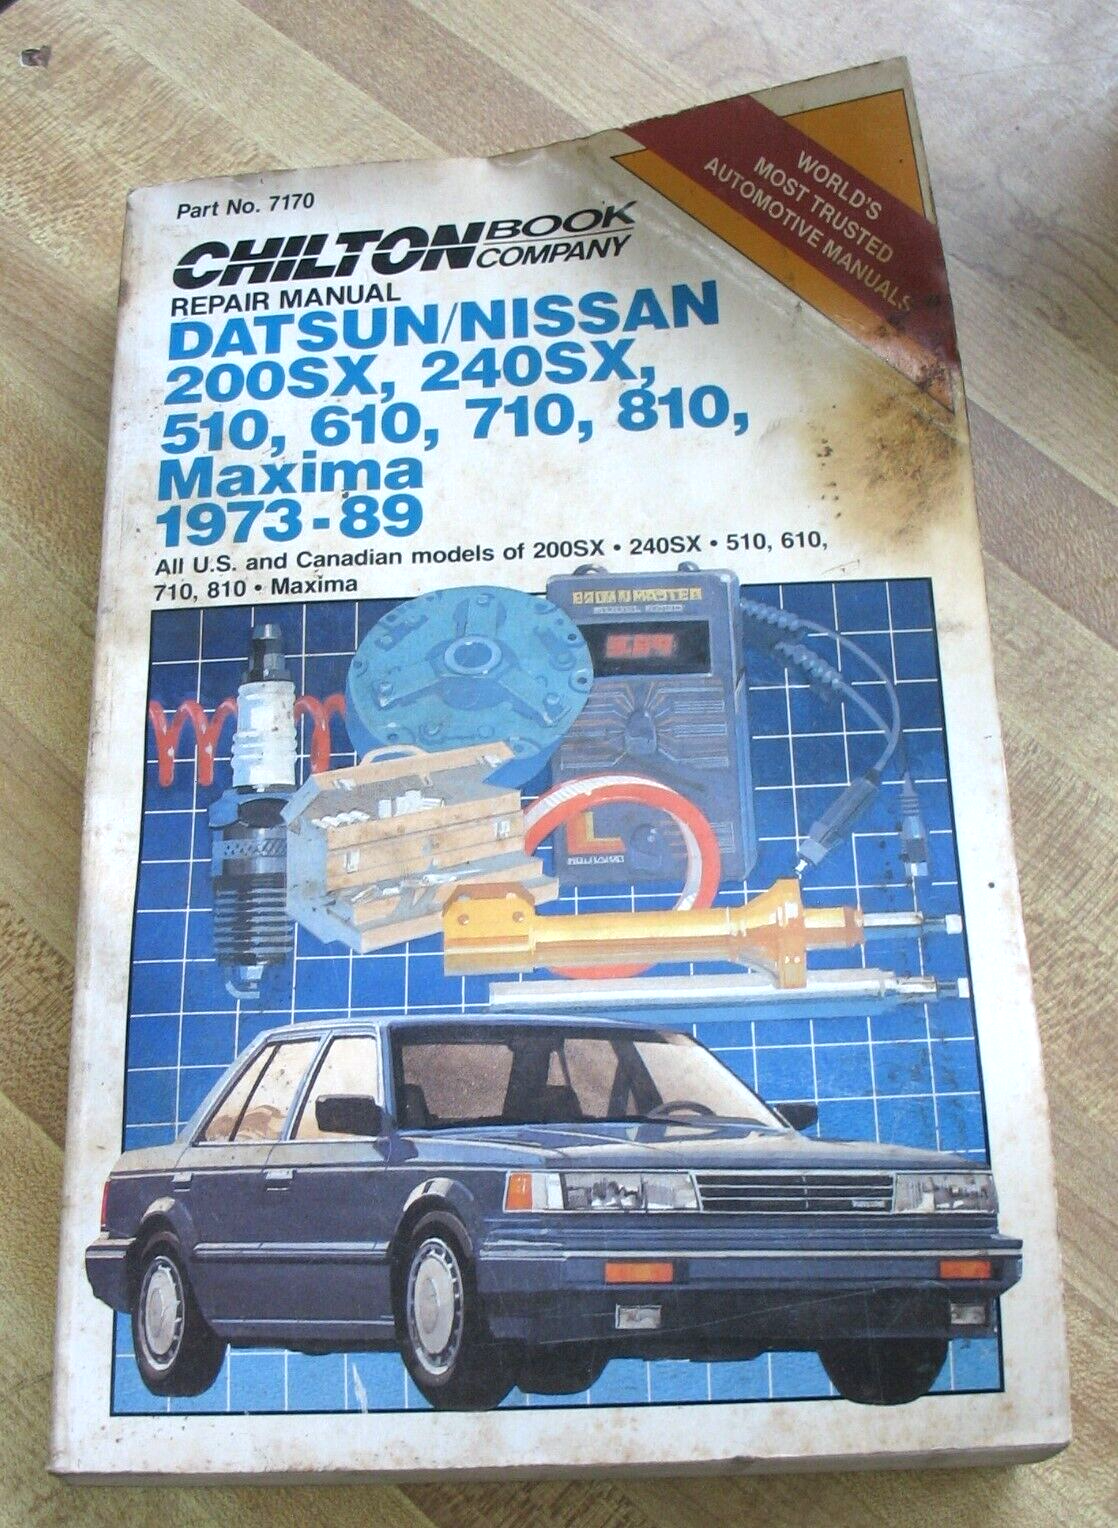 Part No. 7170
CHILTON BOOK COMPANY
REPAIR MANUAL
DATSUN/NISSAN
200SX, 240SX,
510, 610, 710, 810,
Maxima
1973-89
All U.S. and Canadian models of 200SX • 240SX • 510, 610,
710, 810 • Maxima
WORLD'S
MOST TRUSTED
AUTOMOTIVE MANUALS